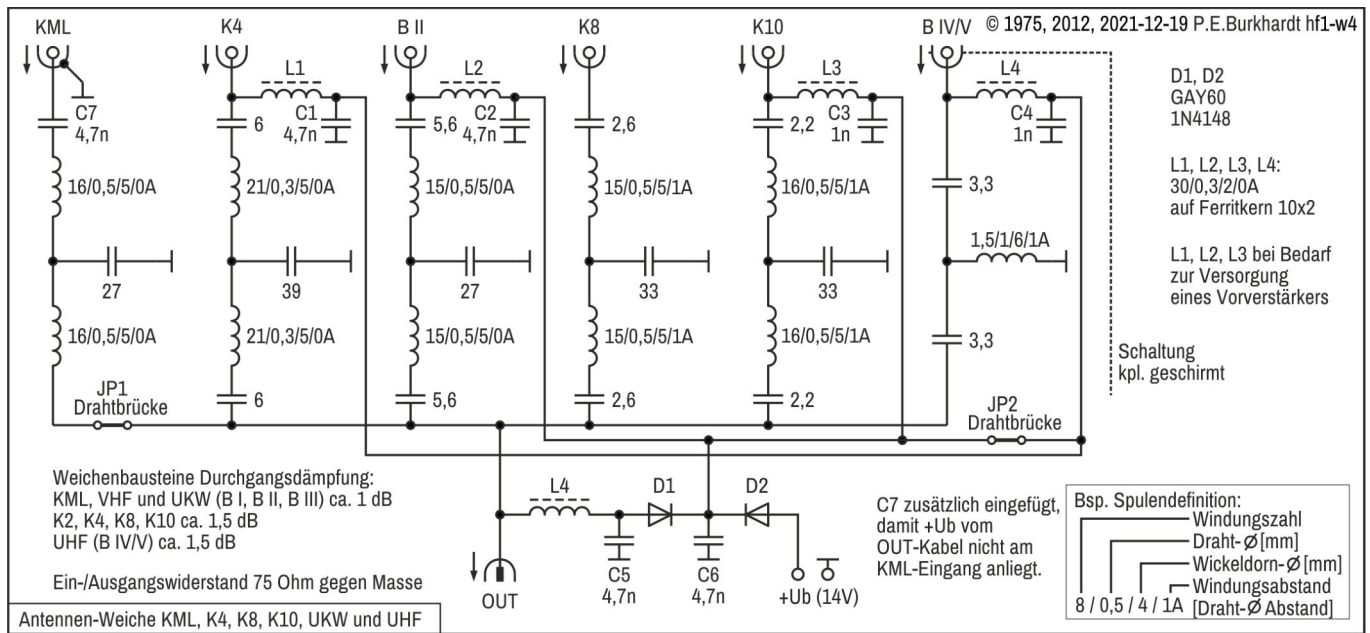 KML
K4
B II
K8
K10
B IV/V
© 1975, 2012, 2021-12-19 P.E.Burkhardt hf1-w4
L1
L2
L3
L4
C7
4,7n
6
C1
4,7n
5,6
C2
4,7n
2,6
2,2
C3
1n
C4
1n
D1, D2
GAY60
1N4148
16/0,5/5/0A
21/0,3/5/0A
15/0,5/5/0A
15/0,5/5/1A
16/0,5/5/1A
3,3
L1, L2, L3, L4:
30/0,3/2/0A
auf Ferritkern 10x2
27
39
27
33
33
1,5/1/6/1A
L1, L2, L3 bei Bedarf
zur Versorgung
eines Vorverstärkers
16/0,5/5/0A
21/0,3/5/0A
15/0,5/5/0A
15/0,5/5/1A
16/0,5/5/1A
3,3
Schaltung
kpl. geschirmt
JP1
Drahtbrücke
6
5,6
2,6
2,2
JP2
Drahtbrücke
Weichenbausteine Durchgangsdämpfung:
KML, VHF und UKW (B I, B II, B III) ca. 1 dB
K2, K4, K8, K10 ca. 1,5 dB
UHF (B IV/V) ca. 1,5 dB
Ein-/Ausgangswiderstand 75 Ohm gegen Masse
L4
D1
D2
C5
4,7n
C6
4,7n
OUT
+Ub (14V)
C7 zusätzlich eingefügt,
damit +Ub vom
OUT-Kabel nicht am
KML-Eingang anliegt.
Bsp. Spulendefinition:
Windungszahl
Draht-Ø [mm]
Wickeldorn-Ø [mm]
Windungsabstand
8 / 0,5 / 4 / 1A [Draht-Ø Abstand]
Antennen-Weiche KML, K4, K8, K10, UKW und UHF